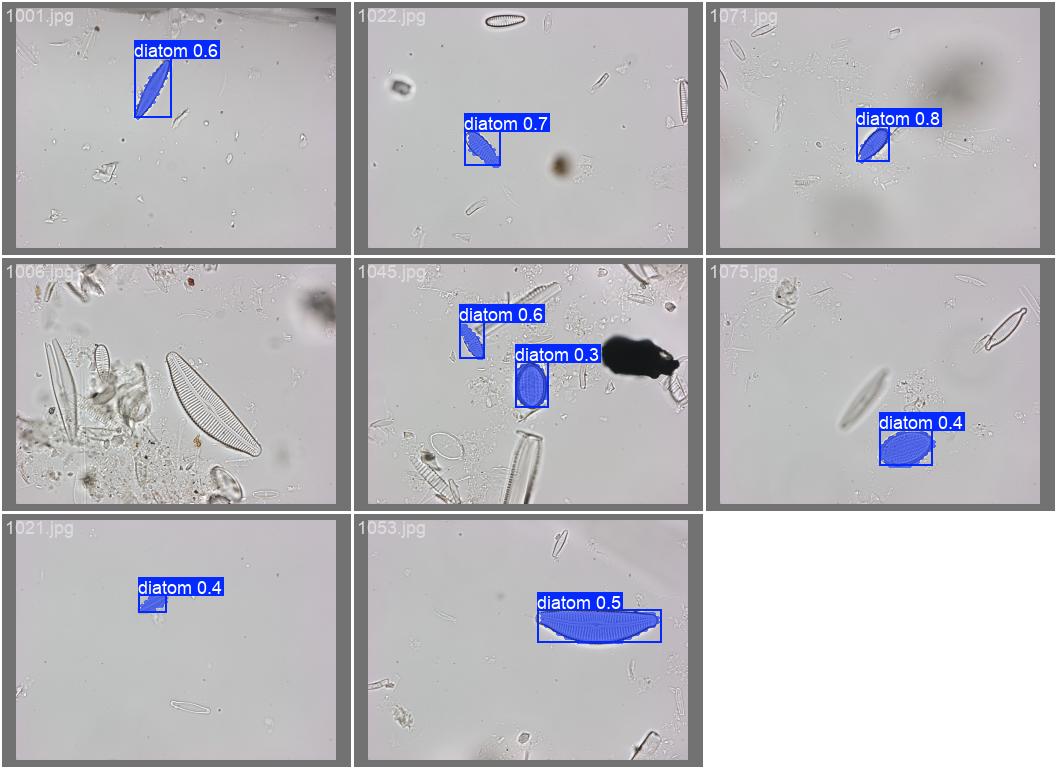 1001.jpg
diatom 0.6
1022.jpg
diatom 0.7
1071.jpg
diatom 0.8
1006.jpg
1045.jpg
diatom 0.6
diatom 0.3
1075.jpg
diatom 0.4
1021.jpg
diatom 0.4
1053.jpg
diatom 0.5